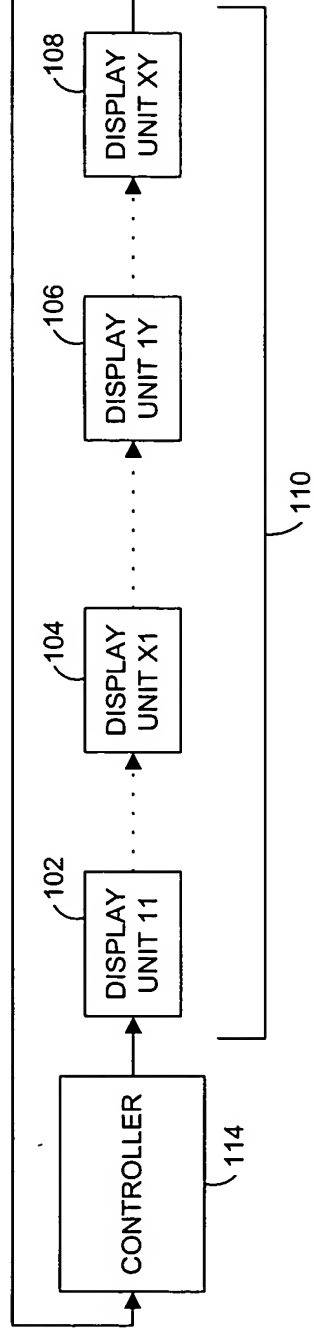 CONTROLLER
114
DISPLAY
UNIT 11
102
DISPLAY
UNIT X1
104
DISPLAY
UNIT 1Y
106
DISPLAY
UNIT XY
108
110